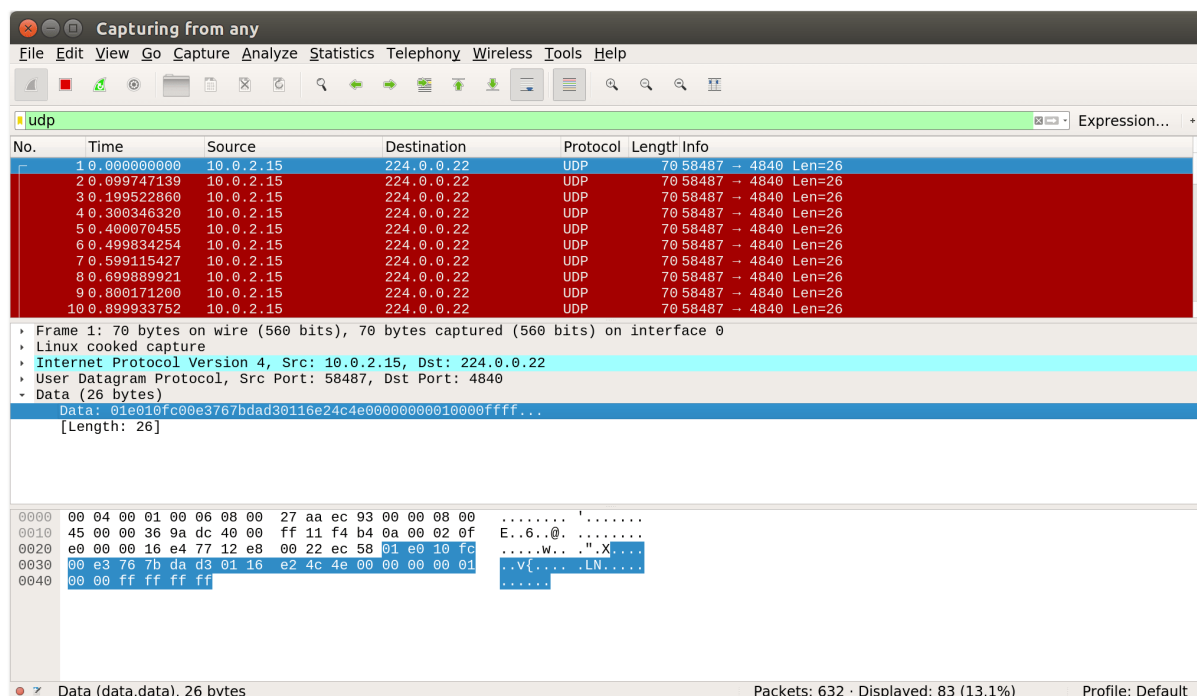 Capturing from any
File Edit View Go Capture Analyze Statistics Telephony Wireless Tools Help
udp Expression... +
No. Time Source Destination Protocol Length Info
1 0.000000000 10.0.2.15 224.0.0.22 UDP 70 58487 → 4840 Len=26
2 0.099747139 10.0.2.15 224.0.0.22 UDP 70 58487 → 4840 Len=26
3 0.199522860 10.0.2.15 224.0.0.22 UDP 70 58487 → 4840 Len=26
4 0.300346320 10.0.2.15 224.0.0.22 UDP 70 58487 → 4840 Len=26
5 0.400070455 10.0.2.15 224.0.0.22 UDP 70 58487 → 4840 Len=26
6 0.499834254 10.0.2.15 224.0.0.22 UDP 70 58487 → 4840 Len=26
7 0.599115427 10.0.2.15 224.0.0.22 UDP 70 58487 → 4840 Len=26
8 0.699889921 10.0.2.15 224.0.0.22 UDP 70 58487 → 4840 Len=26
9 0.800171200 10.0.2.15 224.0.0.22 UDP 70 58487 → 4840 Len=26
10 0.899933752 10.0.2.15 224.0.0.22 UDP 70 58487 → 4840 Len=26
Frame 1: 70 bytes on wire (560 bits), 70 bytes captured (560 bits) on interface 0
Linux cooked capture
Internet Protocol Version 4, Src: 10.0.2.15, Dst: 224.0.0.22
User Datagram Protocol, Src Port: 58487, Dst Port: 4840
Data (26 bytes)
Data: 01e010fc00e3767bdad30116e24c4e00000000010000ffff...
[Length: 26]
0000 00 04 00 01 00 06 08 00 27 aa ec 93 00 00 08 00 ........ '.......
0010 45 00 00 36 9a dc 40 00 ff 11 f4 b4 0a 00 02 0f E..6..@. ........
0020 e0 00 00 16 e4 77 12 e8 00 22 ec 58 01 e0 10 fc .....w.. .".X....
0030 00 e3 76 7b da d3 01 16 e2 4c 4e 00 00 00 00 01 ..v{.... .LN.....
0040 00 00 ff ff ff ff ......
Data (data.data), 26 bytes Packets: 632 · Displayed: 83 (13.1%) Profile: Default